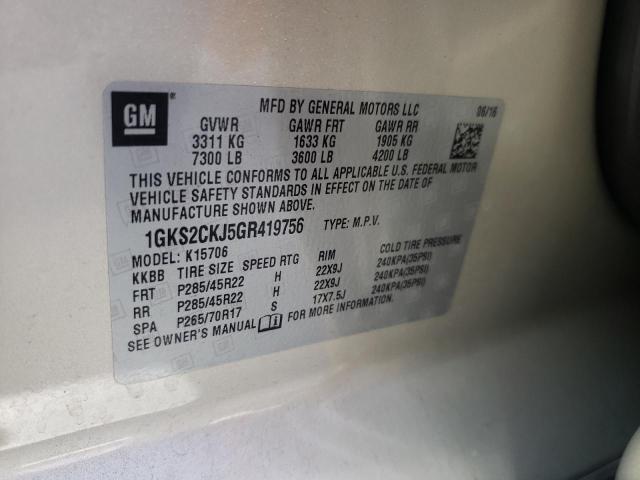 GM ®
MFD BY GENERAL MOTORS LLC 06/16
GVWR GAWR FRT GAWR RR
3311 KG 1633 KG 1905 KG
7300 LB 3600 LB 4200 LB
THIS VEHICLE CONFORMS TO ALL APPLICABLE U.S. FEDERAL MOTOR
VEHICLE SAFETY STANDARDS IN EFFECT ON THE DATE OF
MANUFACTURE SHOWN ABOVE.
1GKS2CKJ5GR419756 TYPE: M.P.V.
MODEL: K15706
KKBB TIRE SIZE SPEED RTG RIM COLD TIRE PRESSURE
FRT P285/45R22 H 22X9J 240KPA(35PSI)
RR P285/45R22 H 22X9J 240KPA(35PSI)
SPA P265/70R17 S 17X7.5J 240KPA(35PSI)
SEE OWNER'S MANUAL FOR MORE INFORMATION.